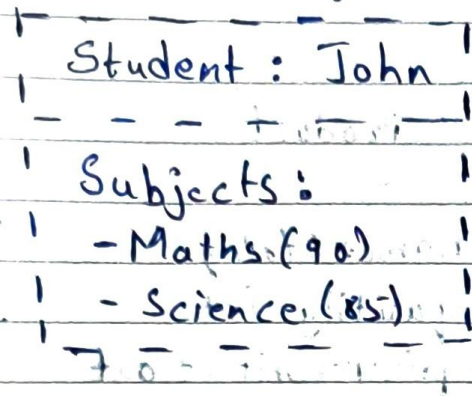 Student : John
Subjects :
- Maths (90)
- Science (85)